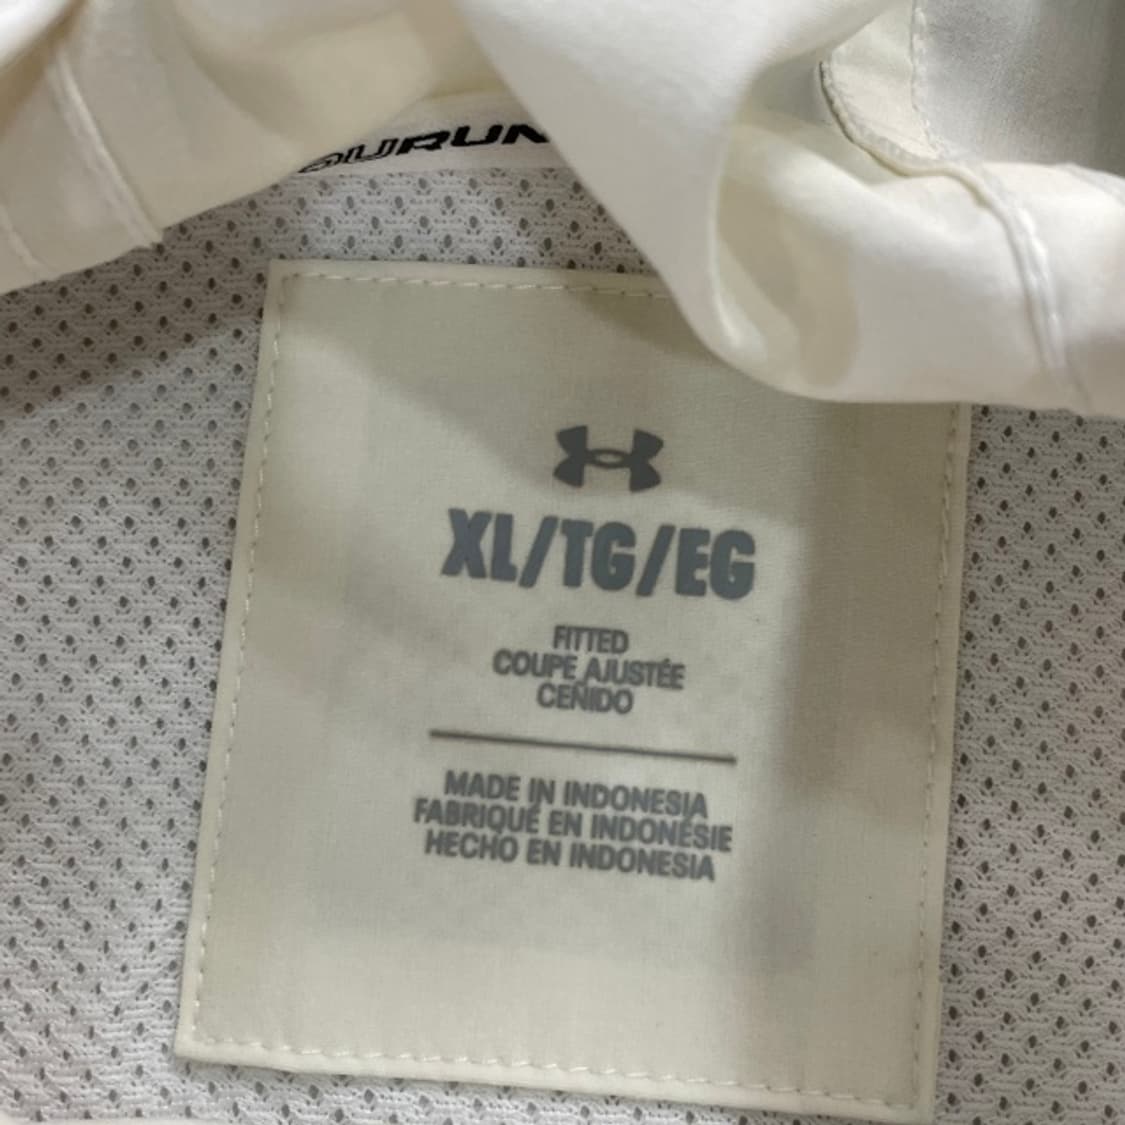 XL/TG/EG
FITTED
COUPE AJUSTÉE
CEÑIDO
MADE IN INDONESIA
FABRIQUÉ EN INDONÉSIE
HECHO EN INDONESIA